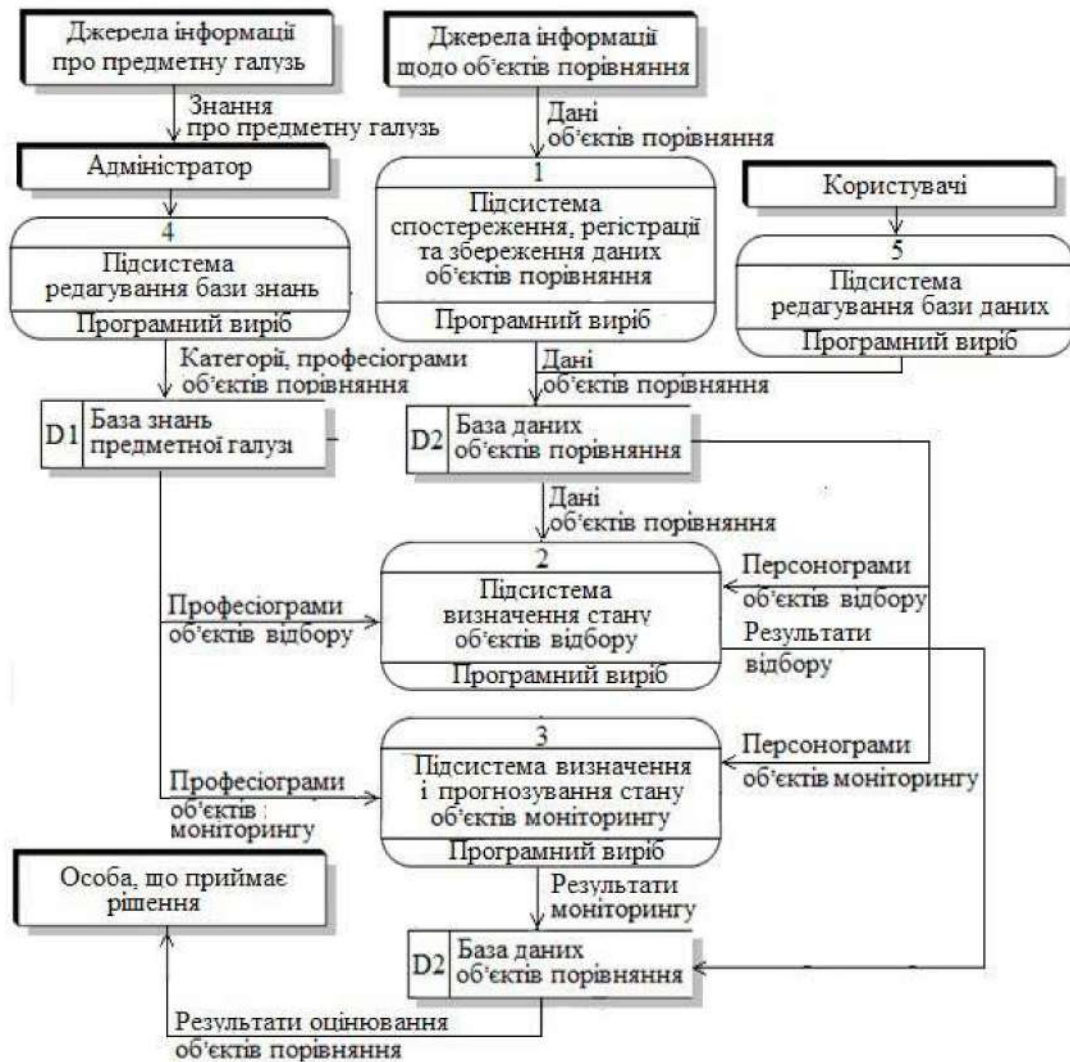 Джерела інформації
про предметну галузь
Джерела інформації
щодо об'єктів порівняння
Знання
про предметну галузь
Дані
об'єктів порівняння
Адміністратор
1
Підсистема
спостереження, регістрації
та збереження даних
об'єктів порівняння
Програмний виріб
Користувачі
4
Підсистема
редагування бази знань
Програмний виріб
5
Підсистема
редагування бази даних
Програмний виріб
Категорії, професіограми
об'єктів порівняння
Дані
об'єктів порівняння
D1
База знань
предметної галузі
D2
База даних
об'єктів порівняння
Дані
об'єктів порівняння
2
Підсистема
визначення стану
об'єктів відбору
Програмний виріб
Професіограми
об'єктів відбору
Персонограми
об'єктів відбору
Результати
відбору
3
Підсистема визначення
і прогнозування стану
об'єктів моніторингу
Програмний виріб
Професіограми
об'єктів
моніторингу
Персонограми
об'єктів моніторингу
Особа, що приймає
рішення
Результати
моніторингу
D2
База даних
об'єктів порівняння
Результати оцінювання
об'єктів порівняння